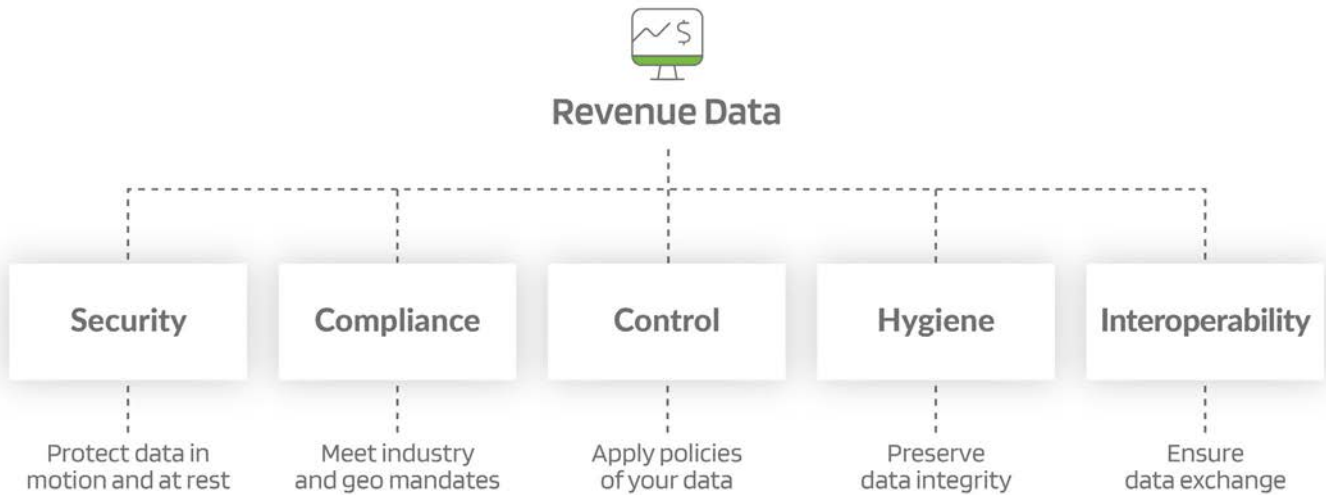 $
Revenue Data
Security
Compliance
Control
Hygiene
Interoperability
Protect data in
motion and at rest
Meet industry
and geo mandates
Apply policies
of your data
Preserve
data integrity
Ensure
data exchange